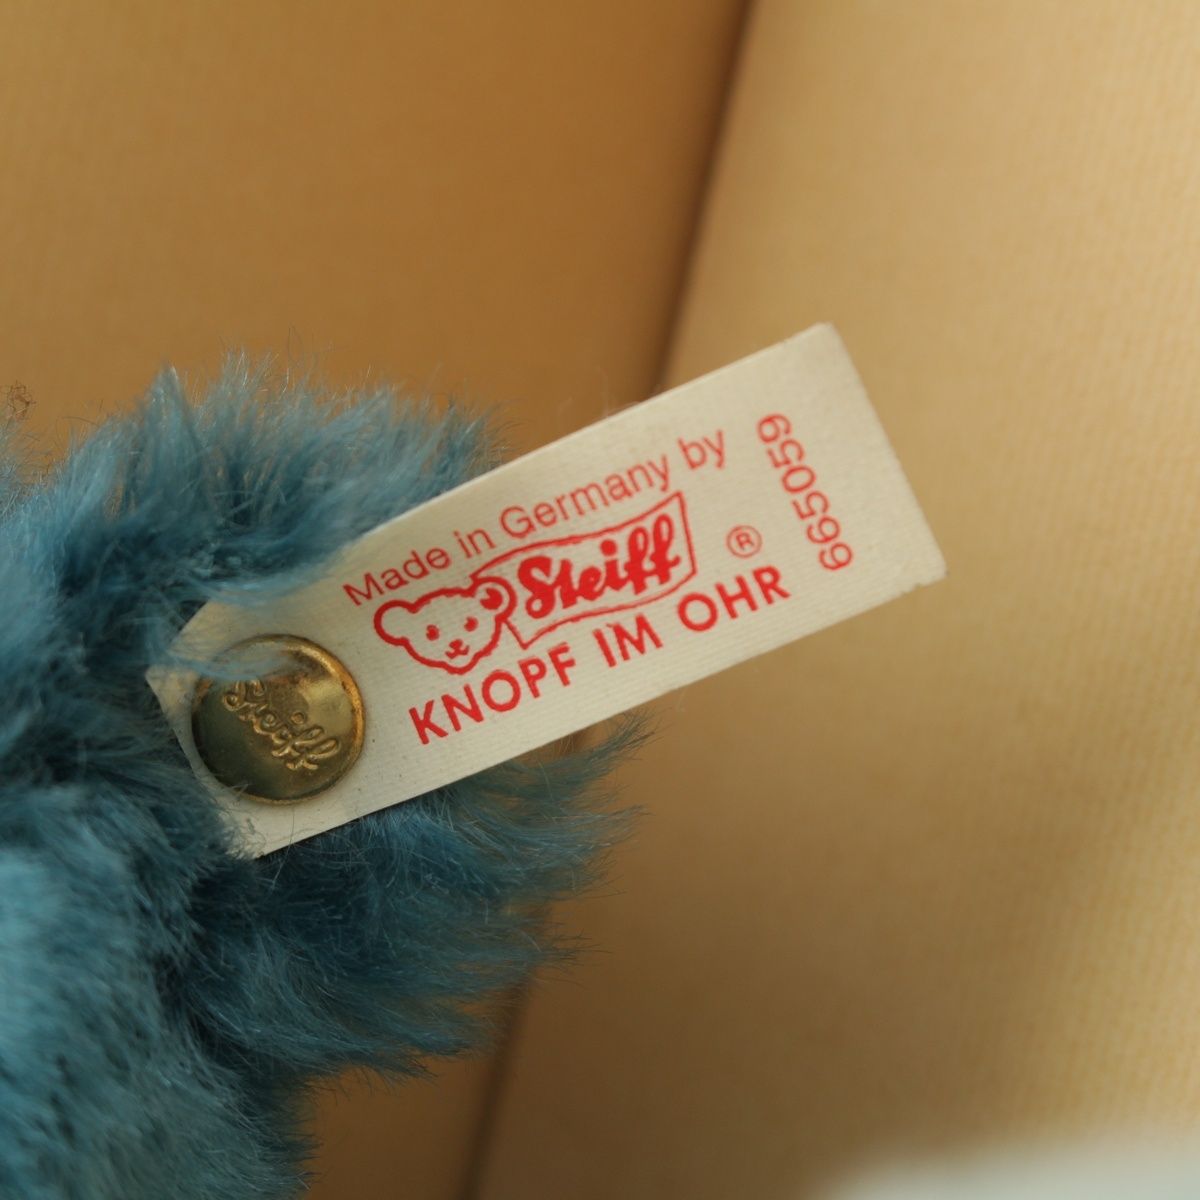 Made in Germany by
Steiff
®
KNOPF IM OHR
665059
Steiff